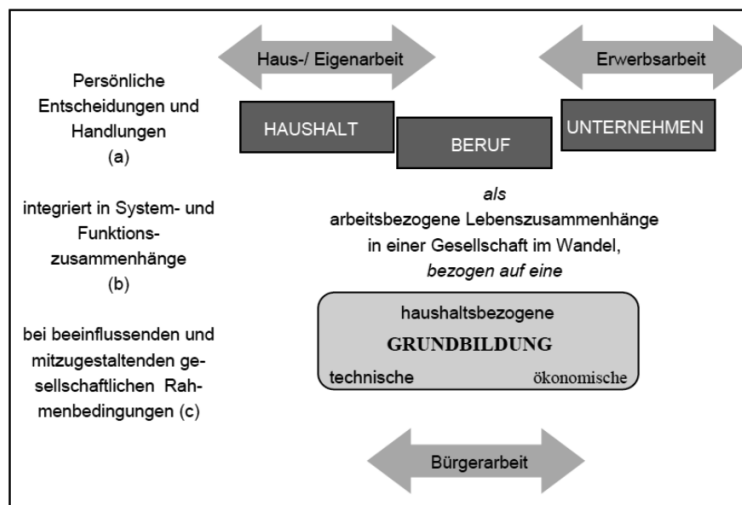 Haus-/ Eigenarbeit
Erwerbsarbeit
Persönliche
Entscheidungen und
Handlungen
(a)
HAUSHALT
BERUF
UNTERNEHMEN
integriert in System- und
Funktions-
zusammenhänge
(b)
als
arbeitsbezogene Lebenszusammenhänge
in einer Gesellschaft im Wandel,
bezogen auf eine
bei beeinflussenden und
mitzugestaltenden ge-
sellschaftlichen Rah-
menbedingungen (c)
haushaltsbezogene
GRUNDBILDUNG
technische
ökonomische
Bürgerarbeit